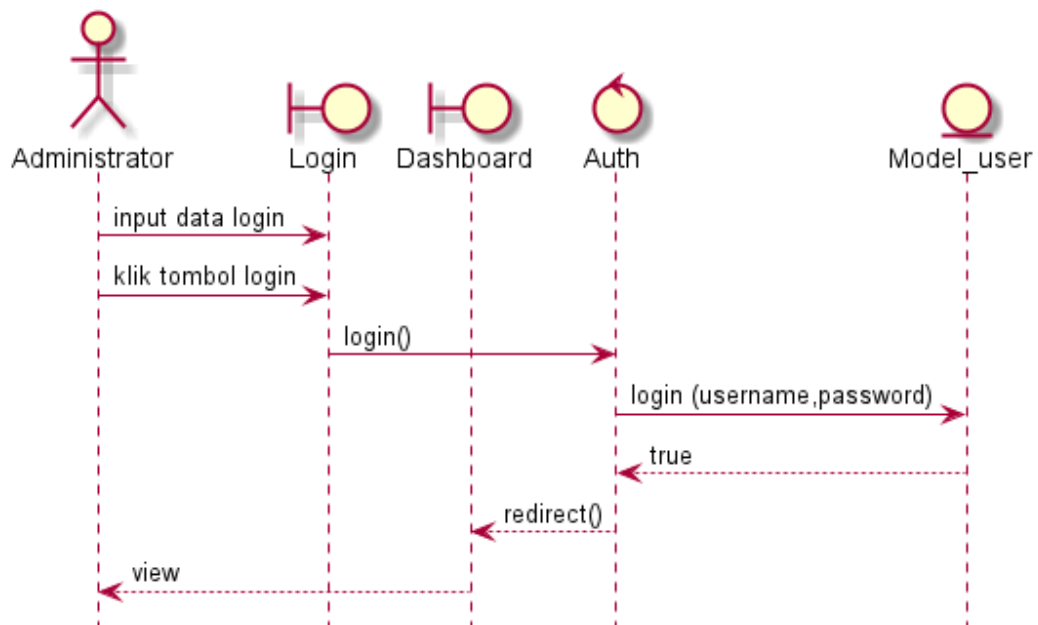 Administrator
Login
Dashboard
Auth
Model_user
input data login
klik tombol login
login()
login (username,password)
true
redirect()
view